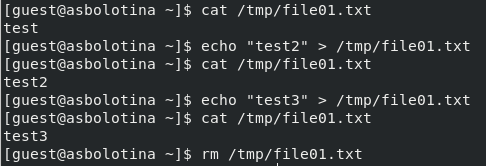 [guest@asbolotina ~]$ cat /tmp/file01.txt
test
[guest@asbolotina ~]$ echo "test2" > /tmp/file01.txt
[guest@asbolotina ~]$ cat /tmp/file01.txt
test2
[guest@asbolotina ~]$ echo "test3" > /tmp/file01.txt
[guest@asbolotina ~]$ cat /tmp/file01.txt
test3
[guest@asbolotina ~]$ rm /tmp/file01.txt